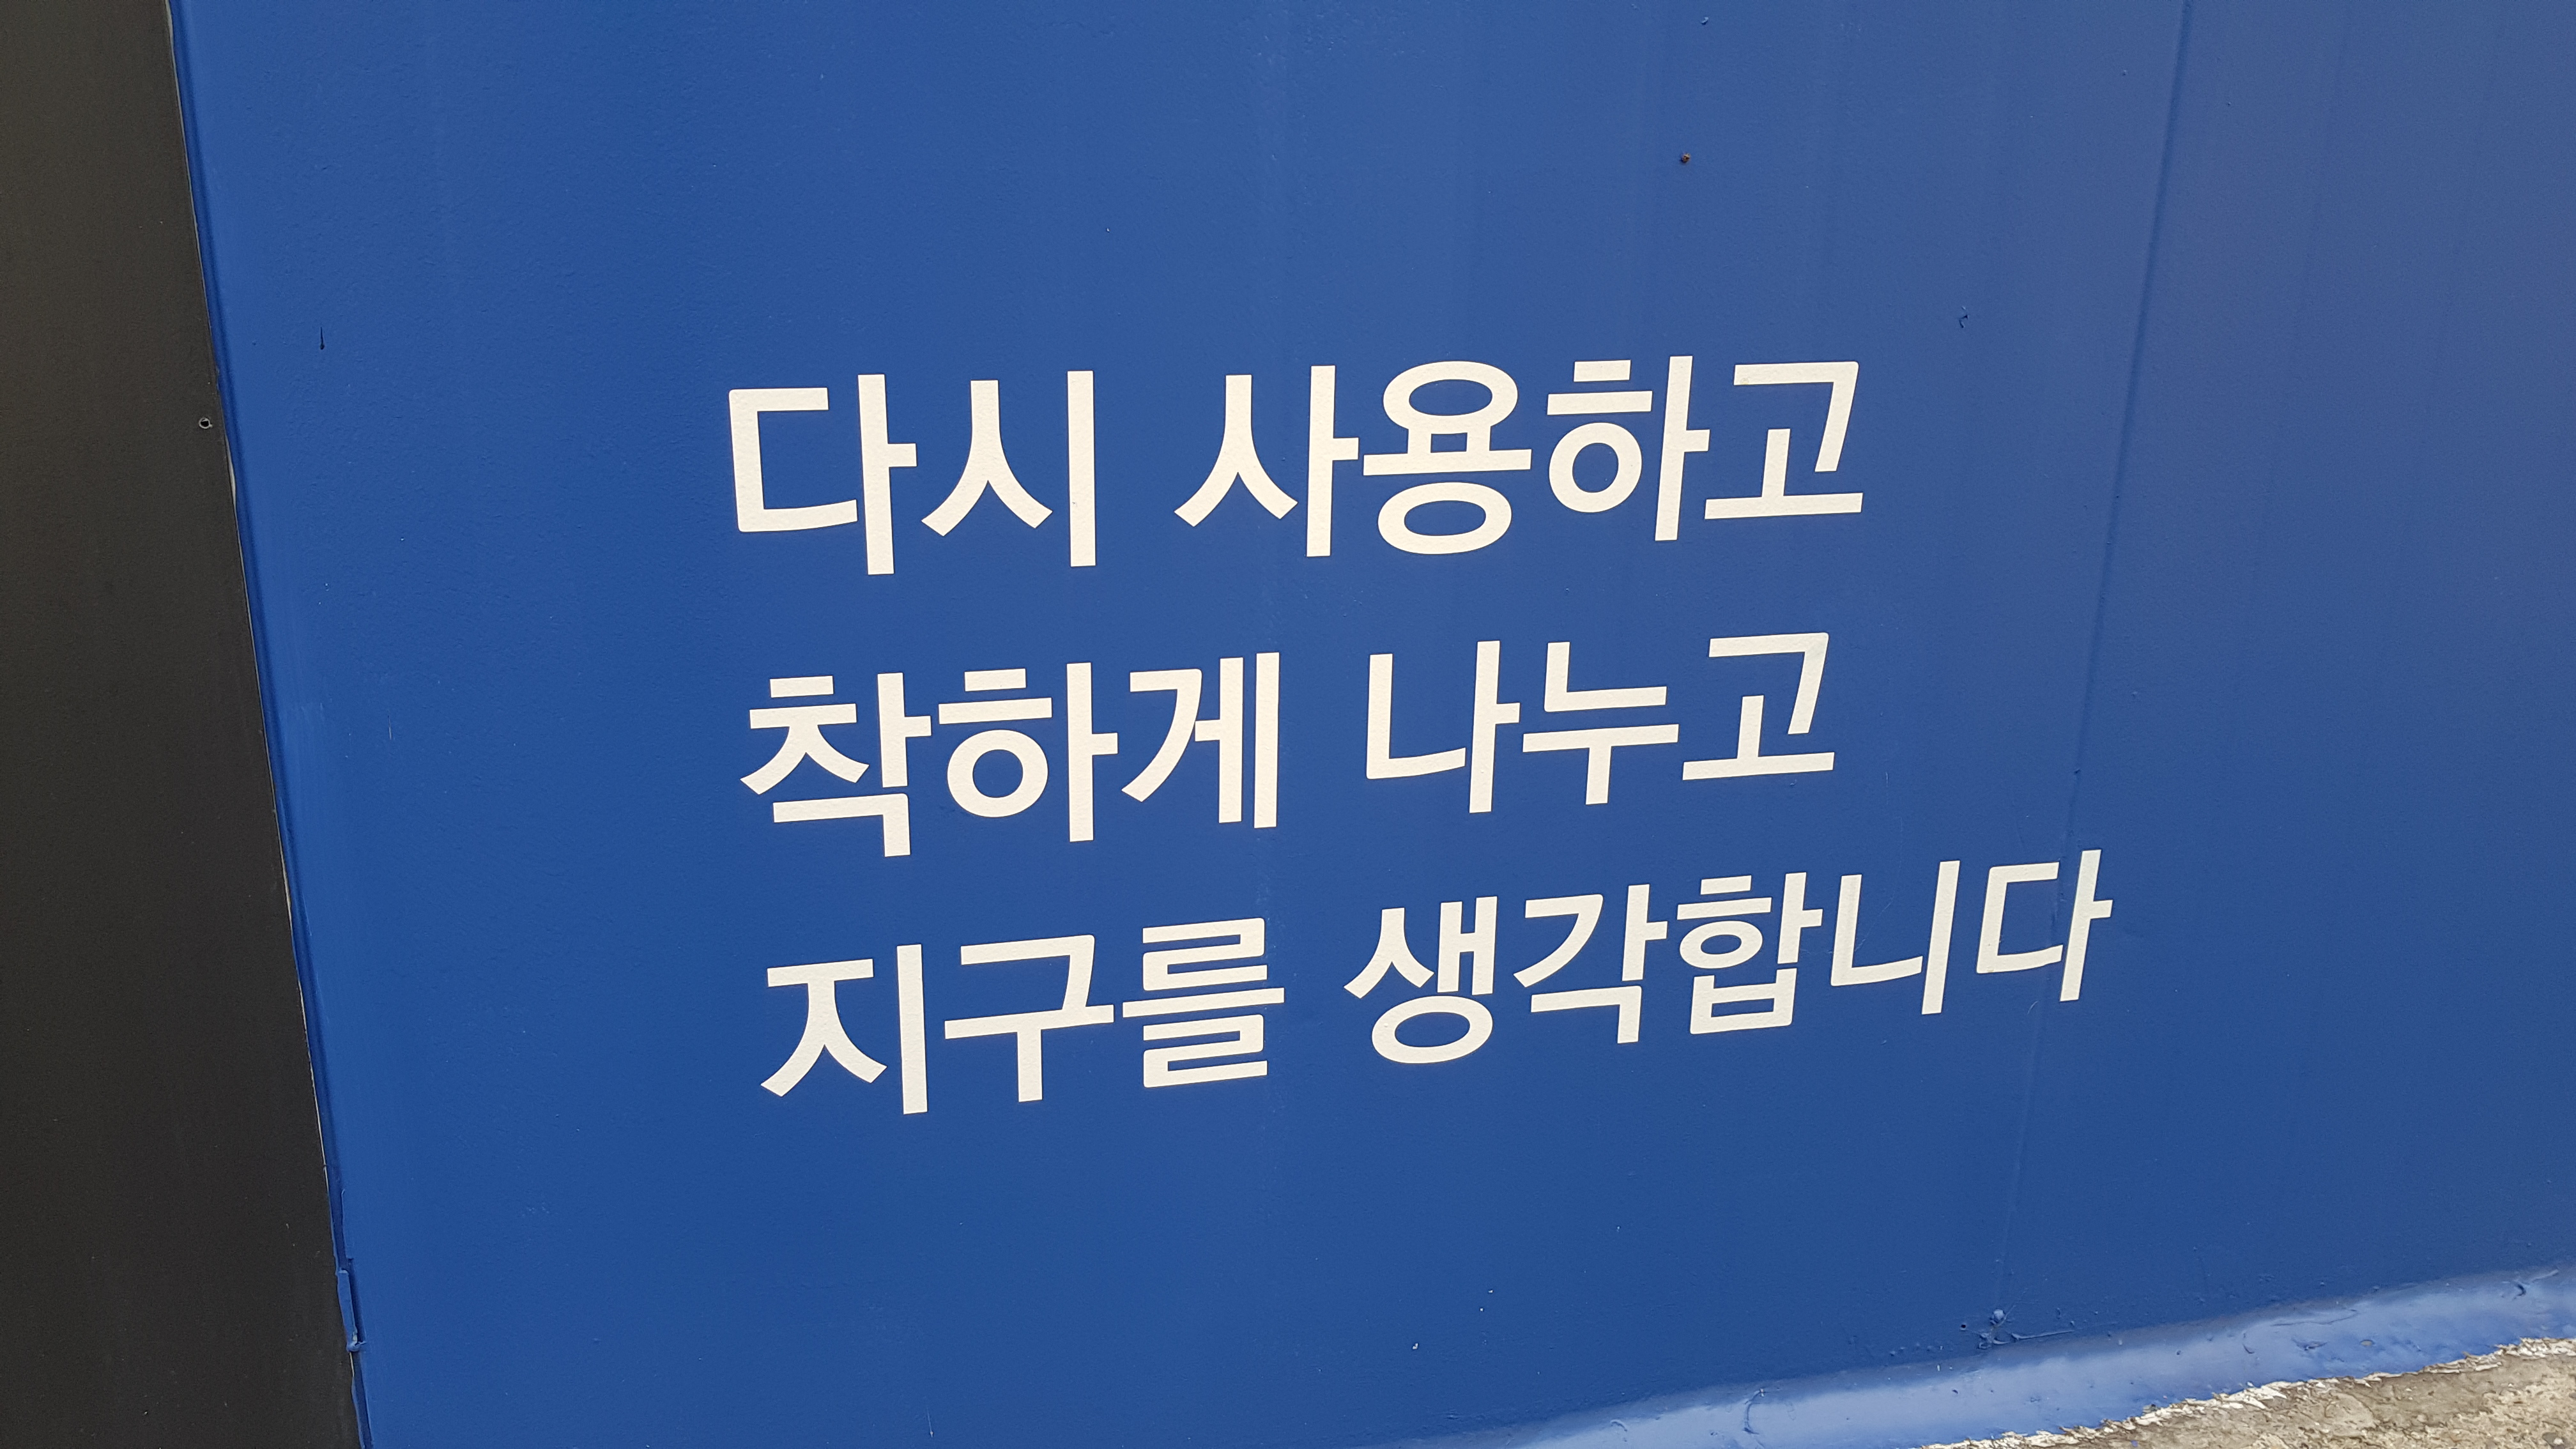 다시 사용하고
착하게 나누고
지구를 생각합니다